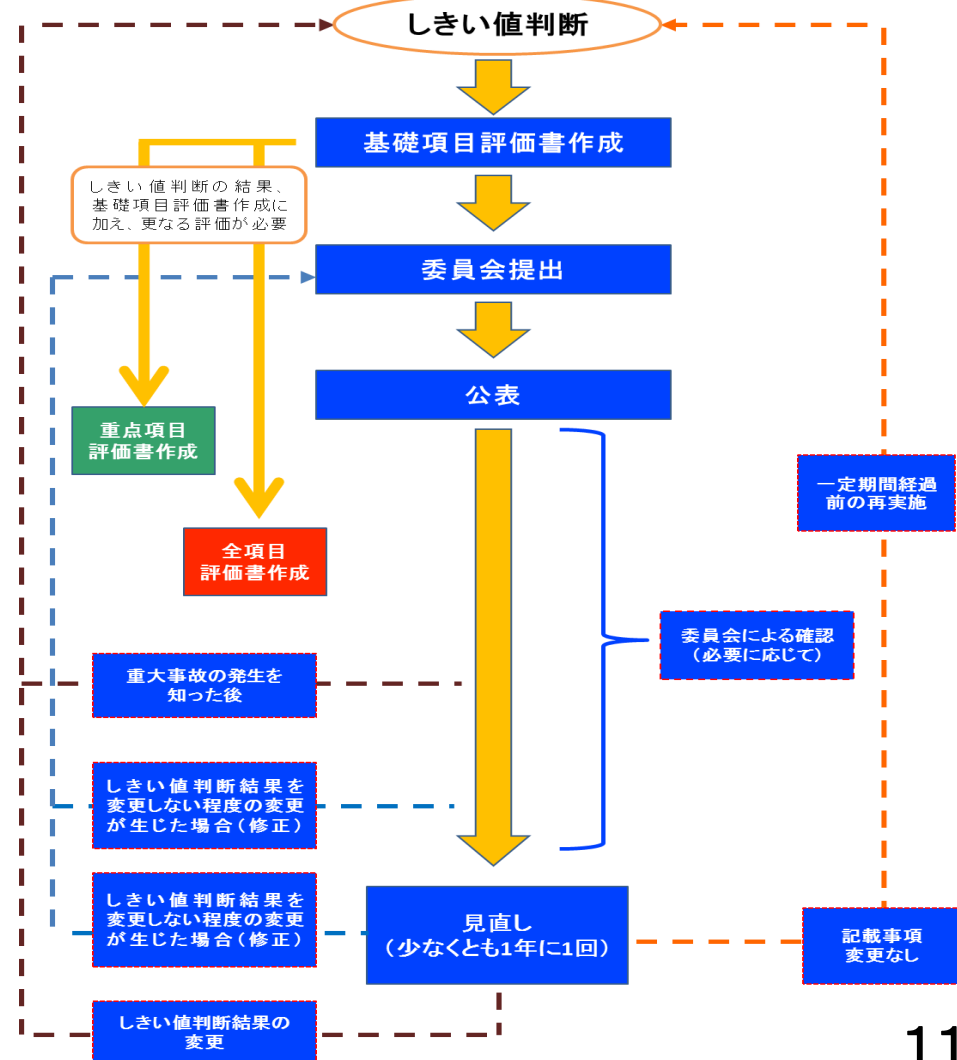 しきい値判断
基礎項目評価書作成
しきい値判断の結果、
基礎項目評価書作成に
加え、更なる評価が必要
委員会提出
公表
重点項目
評価書作成
一定期間経過
前の再実施
全項目
評価書作成
委員会による確認
(必要に応じて)
重大事故の発生を
知った後
しきい値判断結果を
変更しない程度の変更
が生じた場合(修正)
しきい値判断結果を
変更しない程度の変更
が生じた場合(修正)
見直し
(少なくとも1年に1回)
記載事項
変更なし
しきい値判断結果の
変更
11